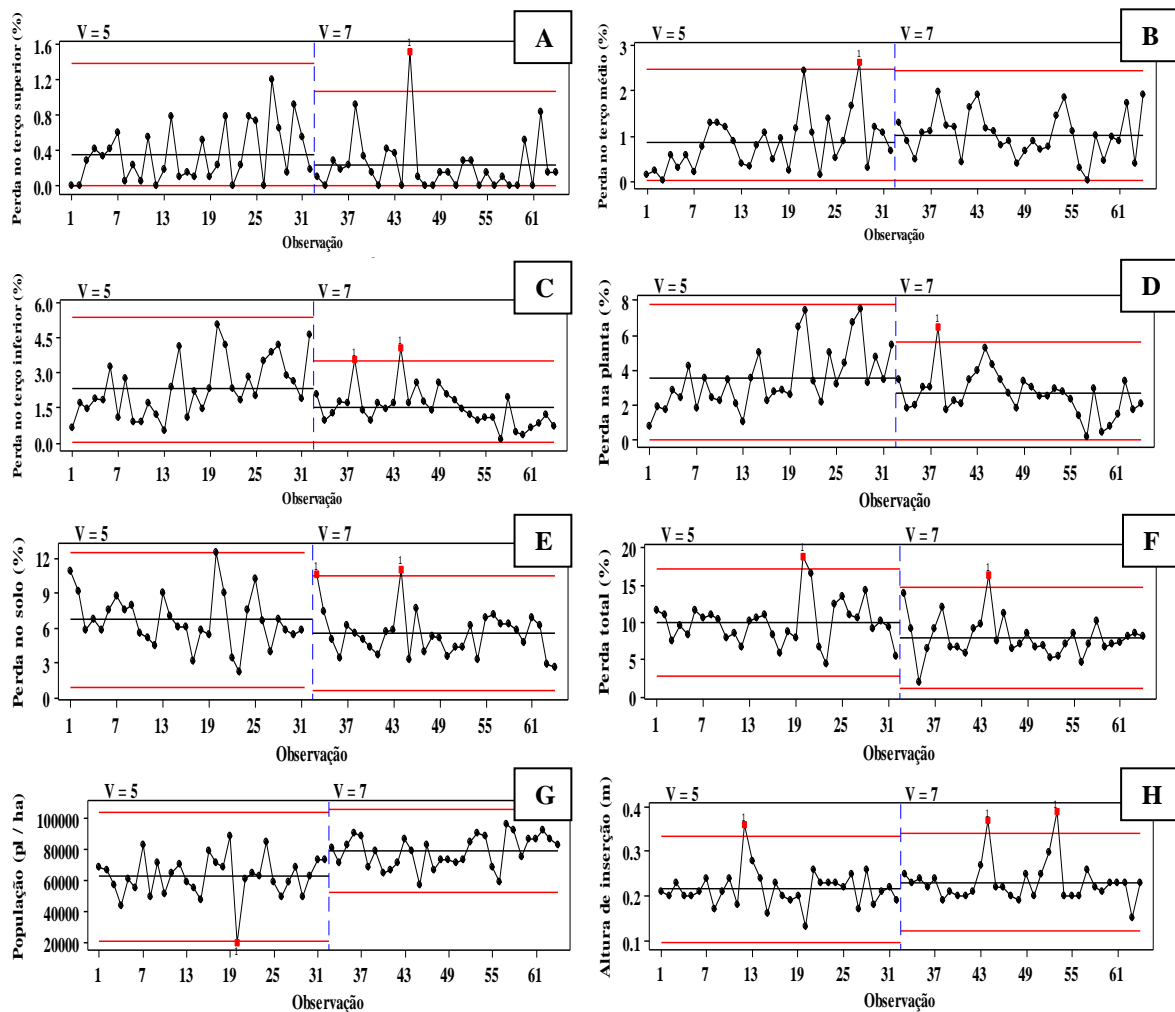 V = 5 V = 7 A
Perda no terço superior (%)
1.6
1.2
0.8
0.4
0.0
1
1 7 13 19 25 31 37 43 49 55 61
Observação
V = 5 V = 7 B
Perda no terço médio (%)
3
2
1
0
1
1 7 13 19 25 31 37 43 49 55 61
Observação
V = 5 V = 7 C
Perda no terço inferior (%)
6.0
4.5
3.0
1.5
0.0
1 1
1 7 13 19 25 31 37 43 49 55 61
Observação
V = 5 V = 7 D
Perda na planta (%)
8
6
4
2
0
1
1 7 13 19 25 31 37 43 49 55 61
Observação
V = 5 V = 7 E
Perda no solo (%)
12
9
6
3
0
1 1
1 7 13 19 25 31 37 43 49 55 61
Observação
V = 5 V = 7 F
Perda total (%)
20
15
10
5
0
1 1
1 7 13 19 25 31 37 43 49 55 61
Observação
V = 5 V = 7 G
População (pl / ha)
100000
80000
60000
40000
20000
1
1 7 13 19 25 31 37 43 49 55 61
Observação
V = 5 V = 7 H
Altura de inserção (m)
0.4
0.3
0.2
0.1
1 1 1
1 7 13 19 25 31 37 43 49 55 61
Observação